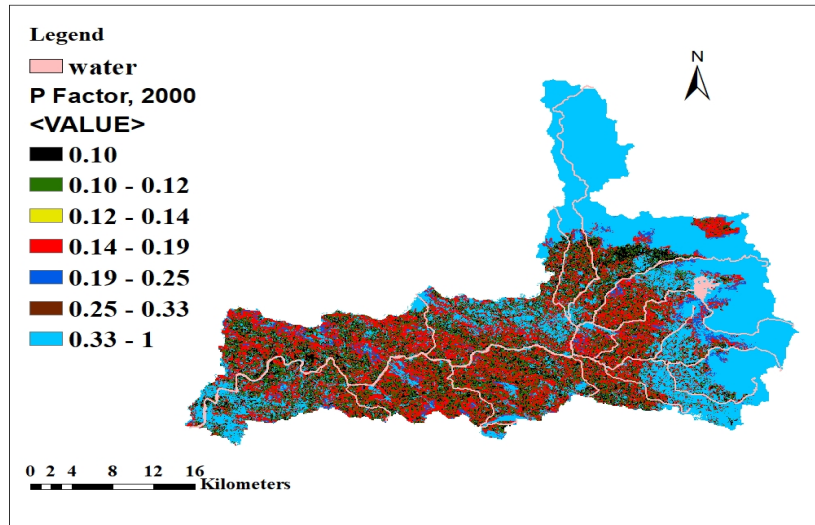 Legend
water
P Factor, 2000
<VALUE>
0.10
0.10 - 0.12
0.12 - 0.14
0.14 - 0.19
0.19 - 0.25
0.25 - 0.33
0.33 - 1
N
0 2 4 8 12 16
Kilometers